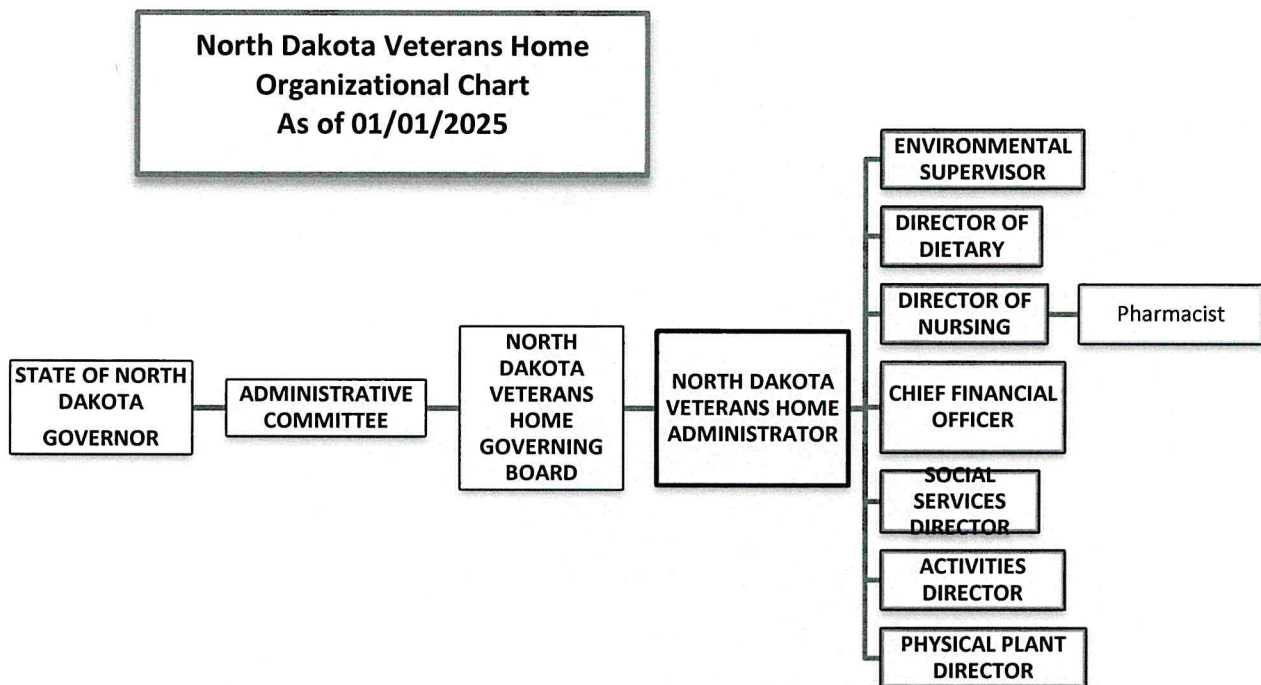 North Dakota Veterans Home
Organizational Chart
As of 01/01/2025
STATE OF NORTH
DAKOTA
GOVERNOR
ADMINISTRATIVE
COMMITTEE
NORTH
DAKOTA
VETERANS
HOME
GOVERNING
BOARD
NORTH DAKOTA
VETERANS HOME
ADMINISTRATOR
ENVIRONMENTAL
SUPERVISOR
DIRECTOR OF
DIETARY
DIRECTOR OF
NURSING
Pharmacist
CHIEF FINANCIAL
OFFICER
SOCIAL
SERVICES
DIRECTOR
ACTIVITIES
DIRECTOR
PHYSICAL PLANT
DIRECTOR